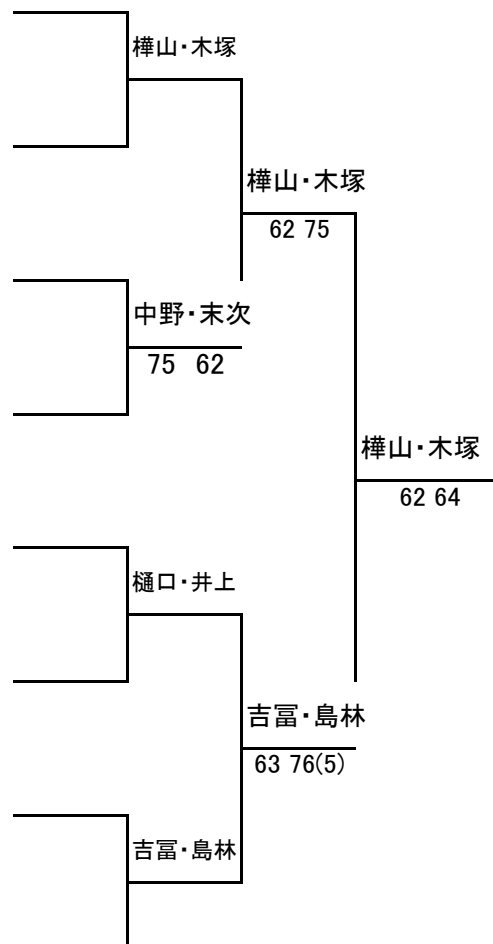 樺山・木塚
樺山・木塚
62 75
中野・末次
75 62
樺山・木塚
62 64
樋口・井上
吉冨・島林
63 76(5)
吉冨・島林